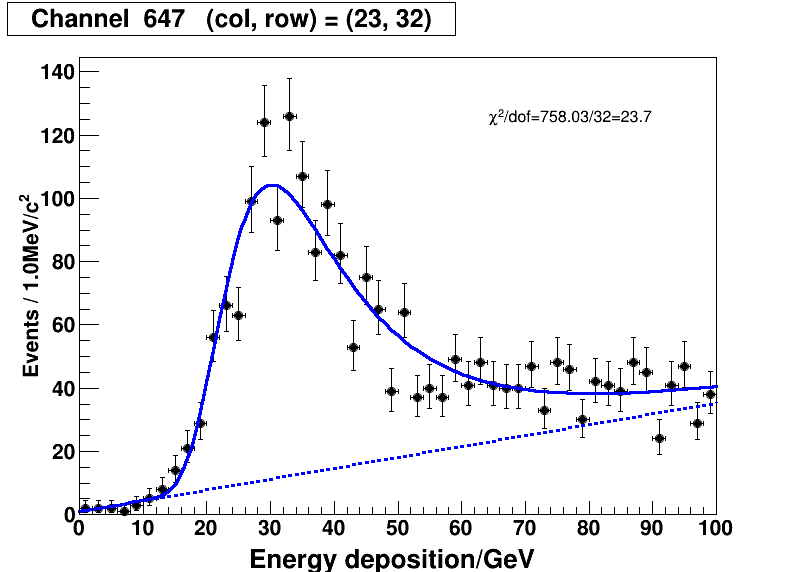 Channel 647 (col, row) = (23, 32)
χ²/dof=758.03/32=23.7
Events / 1.0MeV/c²
140
120
100
80
60
40
20
0
0 10 20 30 40 50 60 70 80 90 100
Energy deposition/GeV